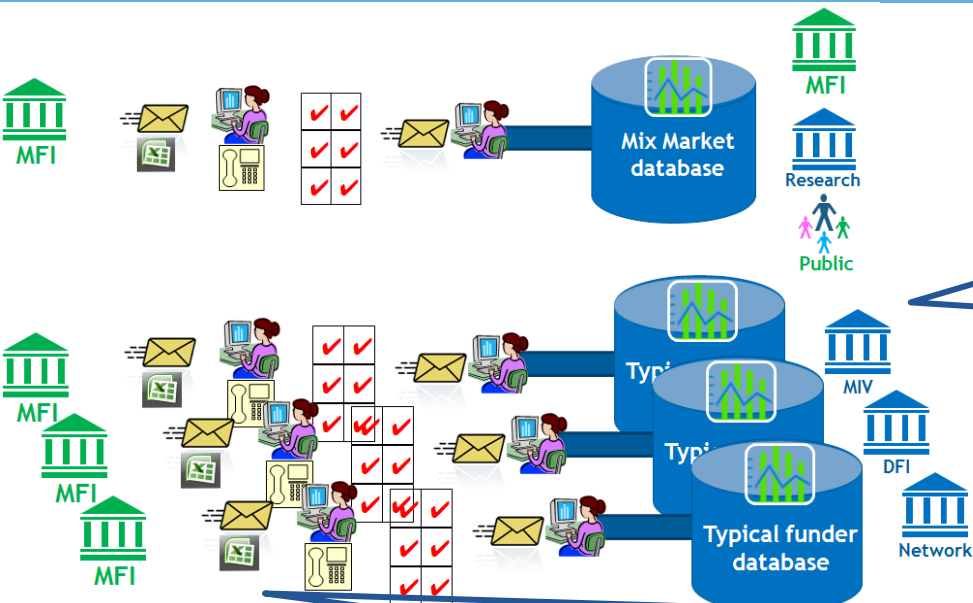 MFI
Mix Market
database
MFI
Research
Public
MFI
MFI
MFI
Typical funder
database
MIV
DFI
Network